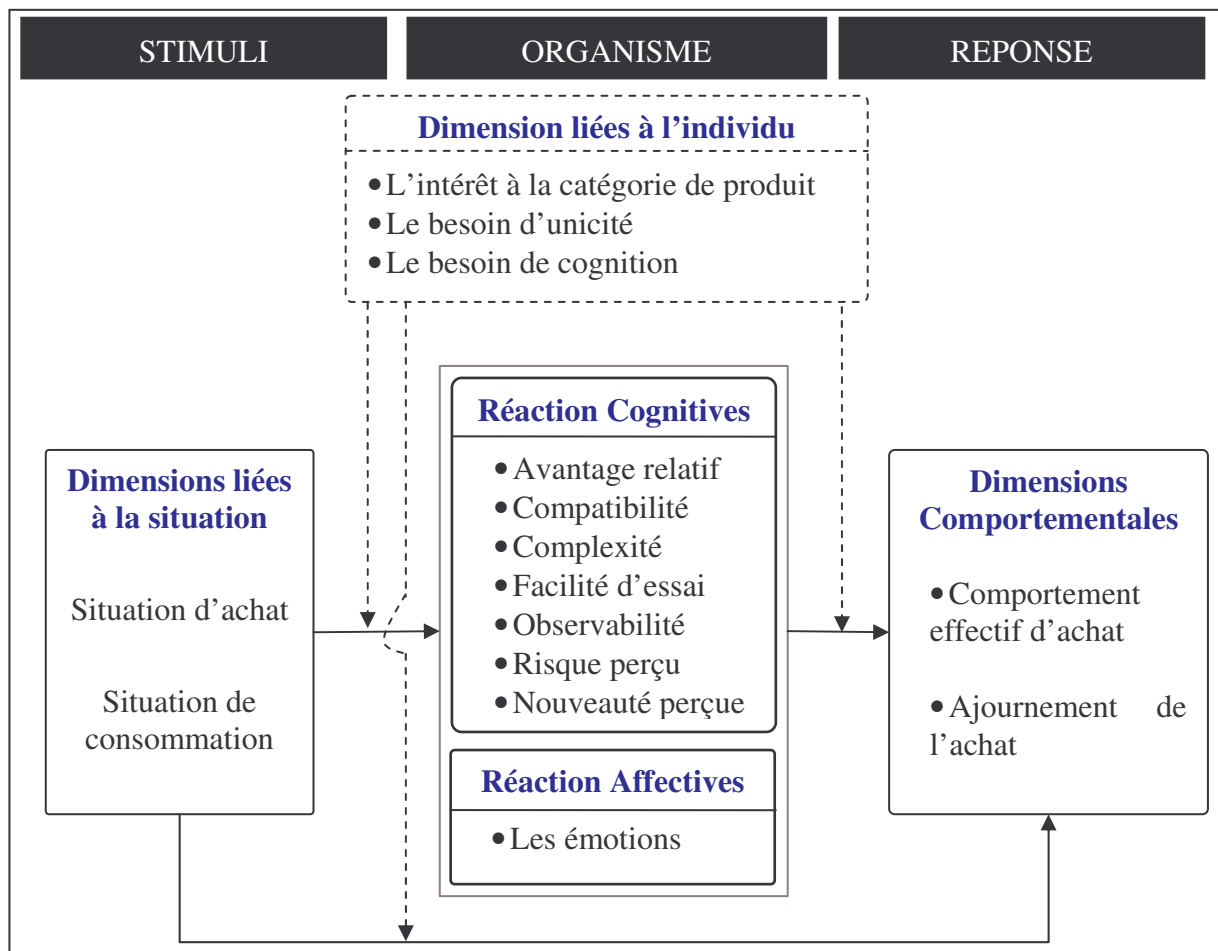 STIMULI
ORGANISME
REPONSE
Dimension liées à l’individu
•L’intérêt à la catégorie de produit
•Le besoin d’unicité
•Le besoin de cognition
Dimensions liées
à la situation
Situation d’achat
Situation de
consommation
Réaction Cognitives
•Avantage relatif
•Compatibilité
•Complexité
•Facilité d’essai
•Observabilité
•Risque perçu
•Nouveauté perçue
Réaction Affectives
•Les émotions
Dimensions
Comportementales
•Comportement
effectif d’achat
•Ajournement de
l’achat